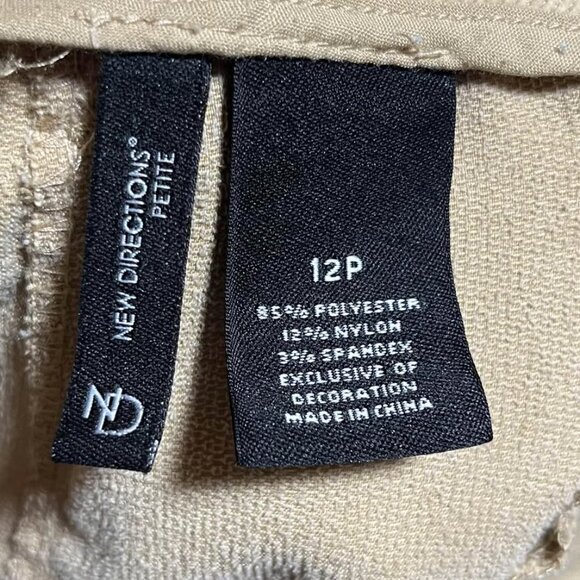 NEW DIRECTIONS®
PETITE
ND
12P
85% POLYESTER
12% NYLON
3% SPANDEX
EXCLUSIVE OF
DECORATION
MADE IN CHINA